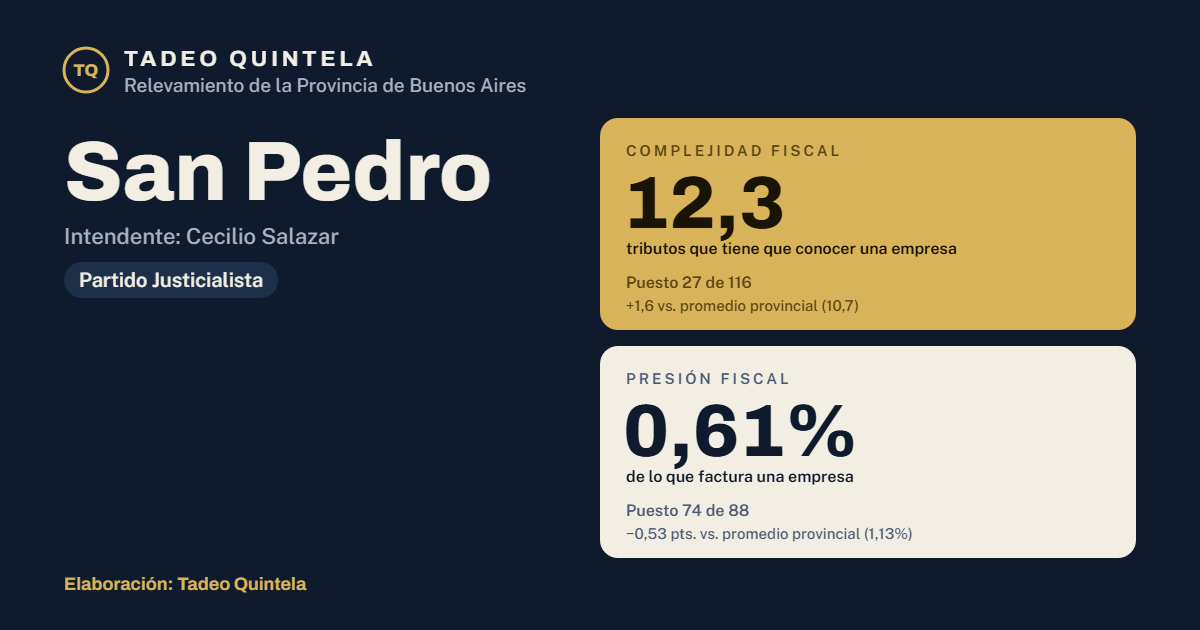 TQ
TADEO QUINTELA
Relevamiento de la Provincia de Buenos Aires
San Pedro
Intendente: Cecilio Salazar
Partido Justicialista
COMPLEJIDAD FISCAL
12,3
tributos que tiene que conocer una empresa
Puesto 27 de 116
+1,6 vs. promedio provincial (10,7)
PRESIÓN FISCAL
0,61%
de lo que factura una empresa
Puesto 74 de 88
−0,53 pts. vs. promedio provincial (1,13%)
Elaboración: Tadeo Quintela